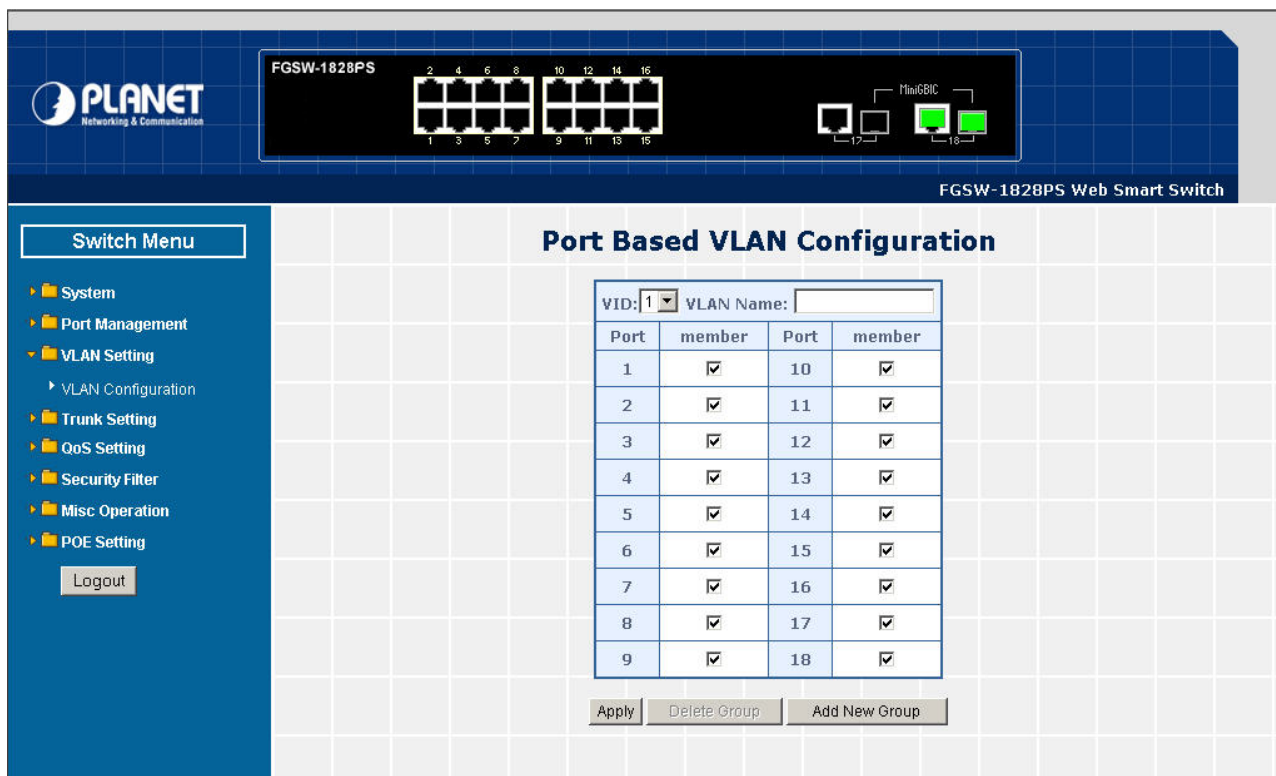 FGSW-1828PS
2 4 6 8 10 12 14 16
MiniGBIC
PLANET
Networking & Communication
1 3 5 7 9 11 13 15
17 18
FGSW-1828PS Web Smart Switch
Switch Menu
System
Port Management
VLAN Setting
VLAN Configuration
Trunk Setting
QoS Setting
Security Filter
Misc Operation
POE Setting
Logout
Port Based VLAN Configuration
VID: 1 VLAN Name:
Port member Port member
1 10
2 11
3 12
4 13
5 14
6 15
7 16
8 17
9 18
Apply Delete Group Add New Group